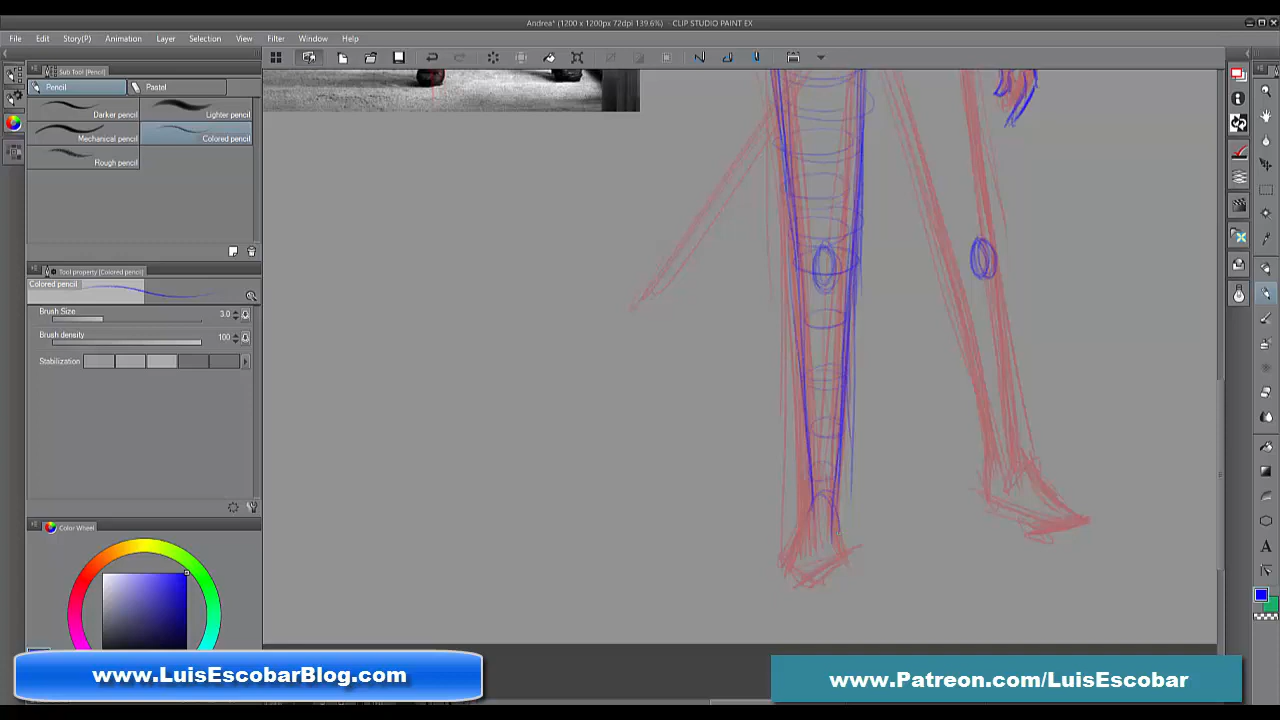 Andrea* (1200 x 1200px 72dpi 139.6%) - CLIP STUDIO PAINT EX
File Edit Story(P) Animation Layer Selection View Filter Window Help
Sub Tool [Pencil]
Pencil Pastel
Darker pencil Lighter pencil
Mechanical pencil Colored pencil
Rough pencil
Tool property [Colored pencil]
Colored pencil
Brush Size 3.0
Brush density 100
Stabilization
Color Wheel
A
www.LuisEscobarBlog.com
www.Patreon.com/LuisEscobar